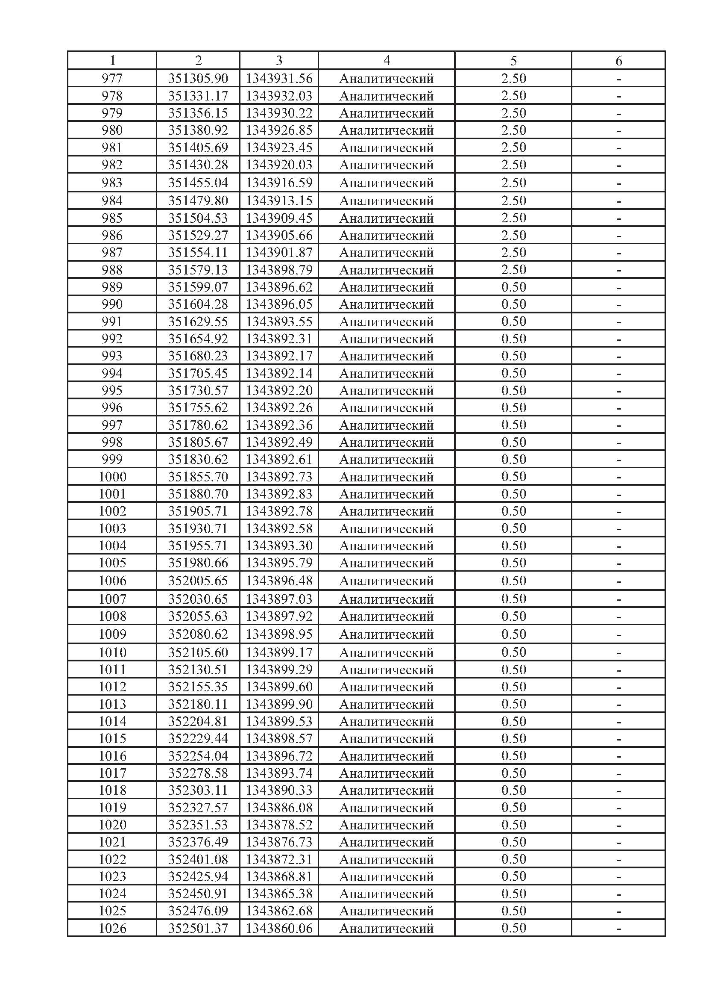 1 2 3 4 5 6
977 351305.90 1343931.56 Аналитический 2.50 -
978 351331.17 1343932.03 Аналитический 2.50 -
979 351356.15 1343930.22 Аналитический 2.50 -
980 351380.92 1343926.85 Аналитический 2.50 -
981 351405.69 1343923.45 Аналитический 2.50 -
982 351430.28 1343920.03 Аналитический 2.50 -
983 351455.04 1343916.59 Аналитический 2.50 -
984 351479.80 1343913.15 Аналитический 2.50 -
985 351504.53 1343909.45 Аналитический 2.50 -
986 351529.27 1343905.66 Аналитический 2.50 -
987 351554.11 1343901.87 Аналитический 2.50 -
988 351579.13 1343898.79 Аналитический 2.50 -
989 351599.07 1343896.62 Аналитический 0.50 -
990 351604.28 1343896.05 Аналитический 0.50 -
991 351629.55 1343893.55 Аналитический 0.50 -
992 351654.92 1343892.31 Аналитический 0.50 -
993 351680.23 1343892.17 Аналитический 0.50 -
994 351705.45 1343892.14 Аналитический 0.50 -
995 351730.57 1343892.20 Аналитический 0.50 -
996 351755.62 1343892.26 Аналитический 0.50 -
997 351780.62 1343892.36 Аналитический 0.50 -
998 351805.67 1343892.49 Аналитический 0.50 -
999 351830.62 1343892.61 Аналитический 0.50 -
1000 351855.70 1343892.73 Аналитический 0.50 -
1001 351880.70 1343892.83 Аналитический 0.50 -
1002 351905.71 1343892.78 Аналитический 0.50 -
1003 351930.71 1343892.58 Аналитический 0.50 -
1004 351955.71 1343893.30 Аналитический 0.50 -
1005 351980.66 1343895.79 Аналитический 0.50 -
1006 352005.65 1343896.48 Аналитический 0.50 -
1007 352030.65 1343897.03 Аналитический 0.50 -
1008 352055.63 1343897.92 Аналитический 0.50 -
1009 352080.62 1343898.95 Аналитический 0.50 -
1010 352105.60 1343899.17 Аналитический 0.50 -
1011 352130.51 1343899.29 Аналитический 0.50 -
1012 352155.35 1343899.60 Аналитический 0.50 -
1013 352180.11 1343899.90 Аналитический 0.50 -
1014 352204.81 1343899.53 Аналитический 0.50 -
1015 352229.44 1343898.57 Аналитический 0.50 -
1016 352254.04 1343896.72 Аналитический 0.50 -
1017 352278.58 1343893.74 Аналитический 0.50 -
1018 352303.11 1343890.33 Аналитический 0.50 -
1019 352327.57 1343886.08 Аналитический 0.50 -
1020 352351.53 1343878.52 Аналитический 0.50 -
1021 352376.49 1343876.73 Аналитический 0.50 -
1022 352401.08 1343872.31 Аналитический 0.50 -
1023 352425.94 1343868.81 Аналитический 0.50 -
1024 352450.91 1343865.38 Аналитический 0.50 -
1025 352476.09 1343862.68 Аналитический 0.50 -
1026 352501.37 1343860.06 Аналитический 0.50 -